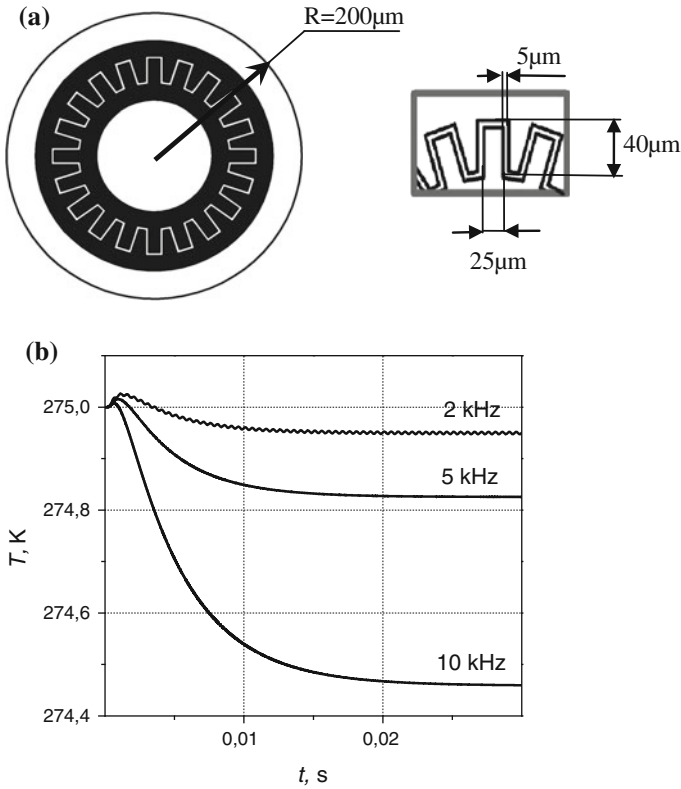 (a)
R=200μm
5μm
40μm
25μm
(b)
275,0
274,8
274,6
274,4
T, K
2 kHz
5 kHz
10 kHz
0,01
0,02
t, s